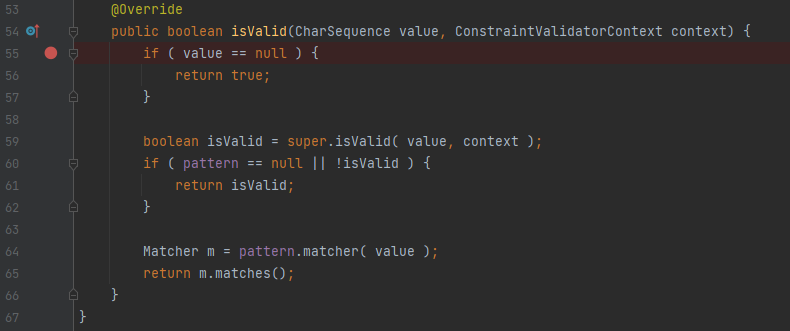 53 @Override
54 public boolean isValid(CharSequence value, ConstraintValidatorContext context) {
55 if ( value == null ) {
56 return true;
57 }
58
59 boolean isValid = super.isValid( value, context );
60 if ( pattern == null || !isValid ) {
61 return isValid;
62 }
63
64 Matcher m = pattern.matcher( value );
65 return m.matches();
66 }
67 }